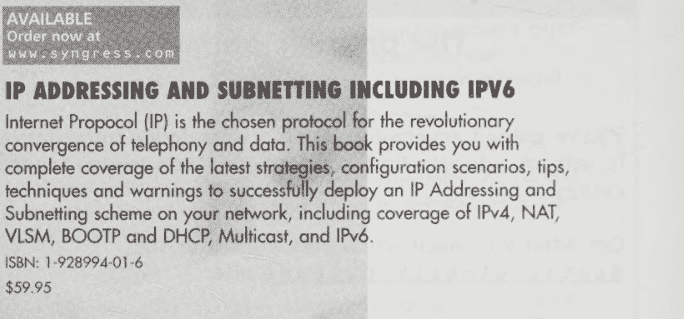 AVAILABLE
Order now at
www.syngress.com
IP ADDRESSING AND SUBNETTING INCLUDING IPV6
Internet Propocol (IP) is the chosen protocol for the revolutionary
convergence of telephony and data. This book provides you with
complete coverage of the latest strategies, configuration scenarios, tips,
techniques and warnings to successfully deploy an IP Addressing and
Subnetting scheme on your network, including coverage of IPv4, NAT,
VLSM, BOOTP and DHCP, Multicast, and IPv6.
ISBN: 1-928994-01-6
$59.95